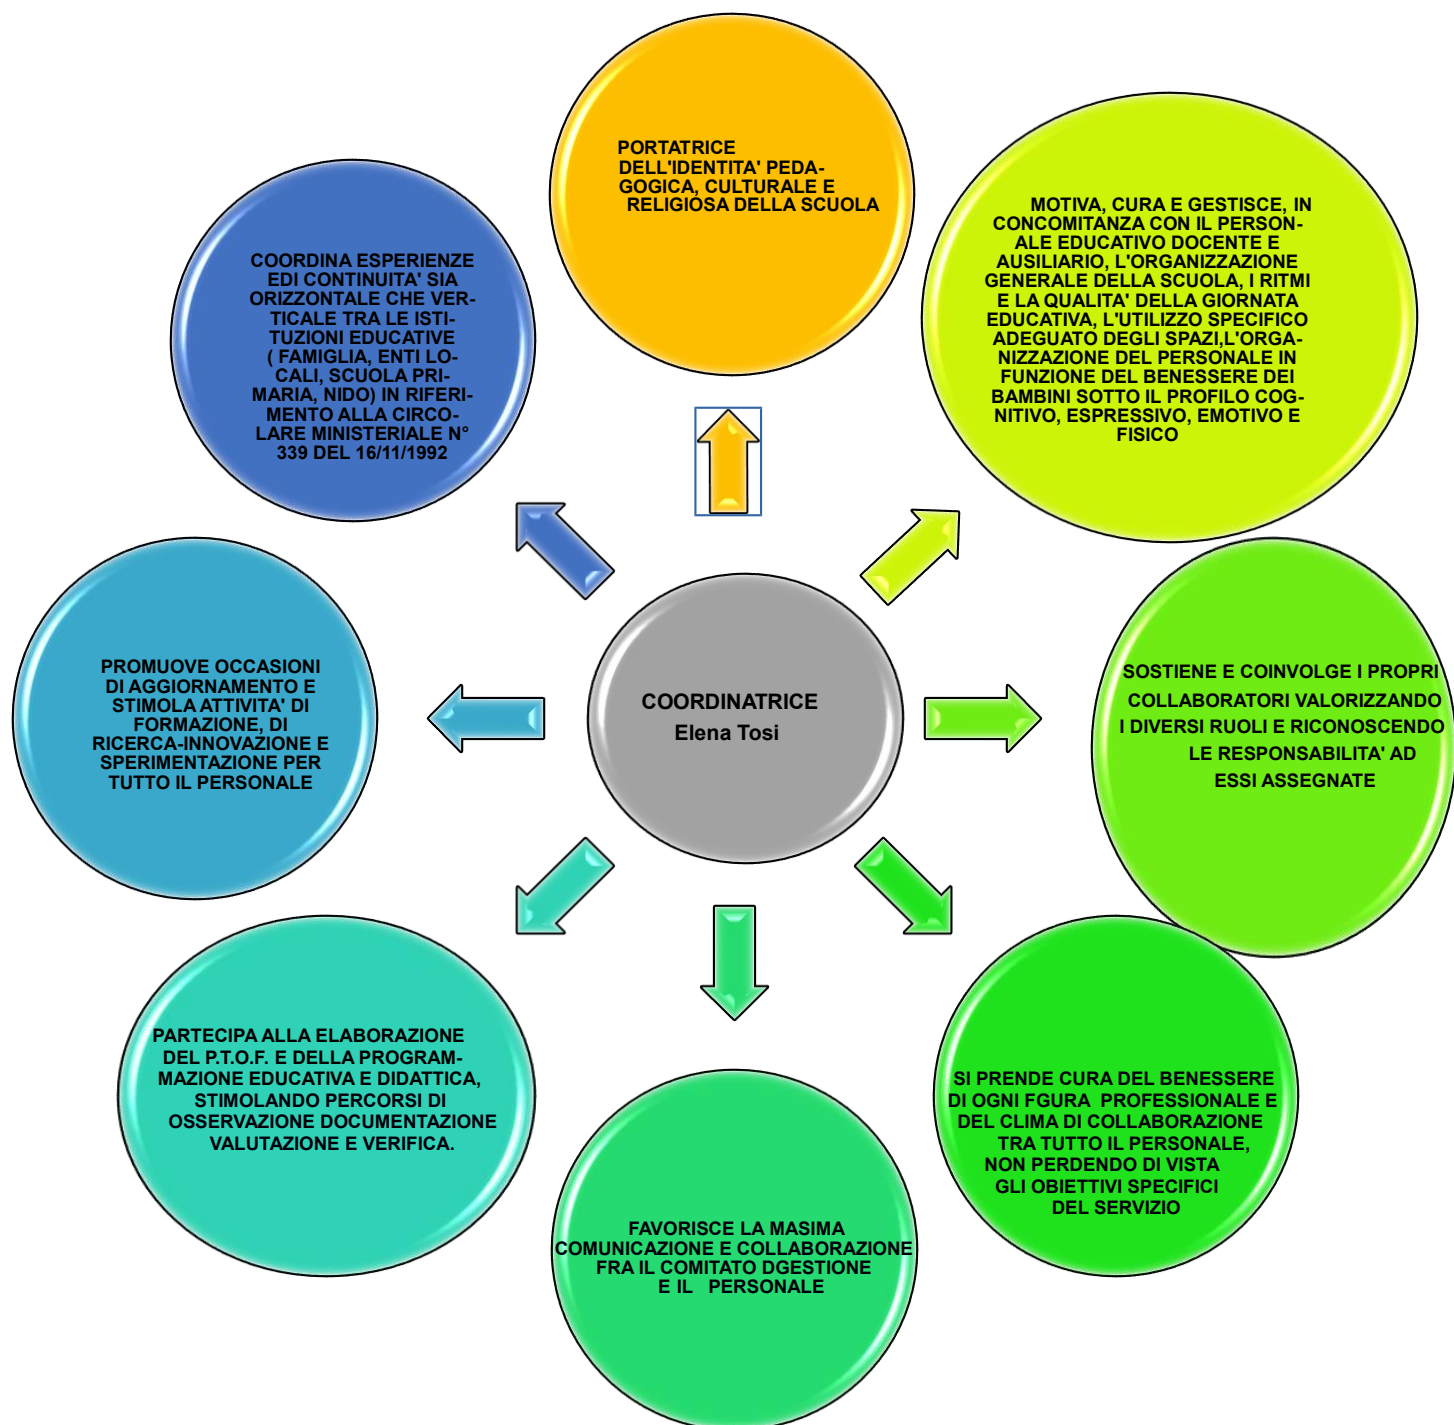 PORTATRICE
DELL'IDENTITA' PEDA-
GOGICA, CULTURALE E
RELIGIOSA DELLA SCUOLA
MOTIVA, CURA E GESTISCE, IN
CONCOMITANZA CON IL PERSON-
ALE EDUCATIVO DOCENTE E
AUSILIARIO, L'ORGANIZZAZIONE
GENERALE DELLA SCUOLA, I RITMI
E LA QUALITA' DELLA GIORNATA
EDUCATIVA, L'UTILIZZO SPECIFICO
ADEGUATO DEGLI SPAZI,L'ORGA-
NIZZAZIONE DEL PERSONALE IN
FUNZIONE DEL BENESSERE DEI
BAMBINI SOTTO IL PROFILO COG-
NITIVO, ESPRESSIVO, EMOTIVO E
FISICO
SOSTIENE E COINVOLGE I PROPRI
COLLABORATORI VALORIZZANDO
I DIVERSI RUOLI E RICONOSCENDO
LE RESPONSABILITA' AD
ESSI ASSEGNATE
SI PRENDE CURA DEL BENESSERE
DI OGNI FGURA PROFESSIONALE E
DEL CLIMA DI COLLABORAZIONE
TRA TUTTO IL PERSONALE,
NON PERDENDO DI VISTA
GLI OBIETTIVI SPECIFICI
DEL SERVIZIO
FAVORISCE LA MASIMA
COMUNICAZIONE E COLLABORAZIONE
FRA IL COMITATO DGESTIONE
E IL PERSONALE
PARTECIPA ALLA ELABORAZIONE
DEL P.T.O.F. E DELLA PROGRAM-
MAZIONE EDUCATIVA E DIDATTICA,
STIMOLANDO PERCORSI DI
OSSERVAZIONE DOCUMENTAZIONE
VALUTAZIONE E VERIFICA.
PROMUOVE OCCASIONI
DI AGGIORNAMENTO E
STIMOLA ATTIVITA' DI
FORMAZIONE, DI
RICERCA-INNOVAZIONE E
SPERIMENTAZIONE PER
TUTTO IL PERSONALE
COORDINA ESPERIENZE
EDI CONTINUITA' SIA
ORIZZONTALE CHE VER-
TICALE TRA LE ISTI-
TUZIONI EDUCATIVE
( FAMIGLIA, ENTI LO-
CALI, SCUOLA PRI-
MARIA, NIDO) IN RIFERI-
MENTO ALLA CIRCO-
LARE MINISTERIALE N°
339 DEL 16/11/1992
COORDINATRICE
Elena Tosi